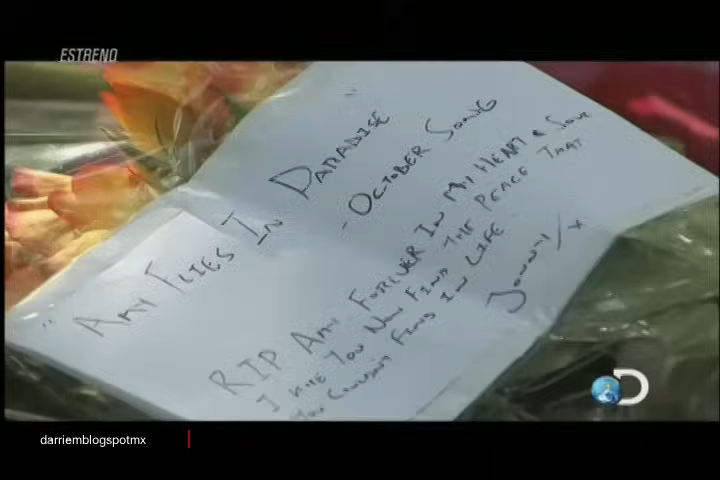 ESTRENO
"AMY FLIES IN PARADISE"
- OCTOBER SONG
RIP AMY FOREVER IN MY HEART & SOUL
I HOPE YOU NOW FIND THE PEACE THAT
YOU COULDN'T FIND IN LIFE.
JONNY / X
D
darriemblogspotmx